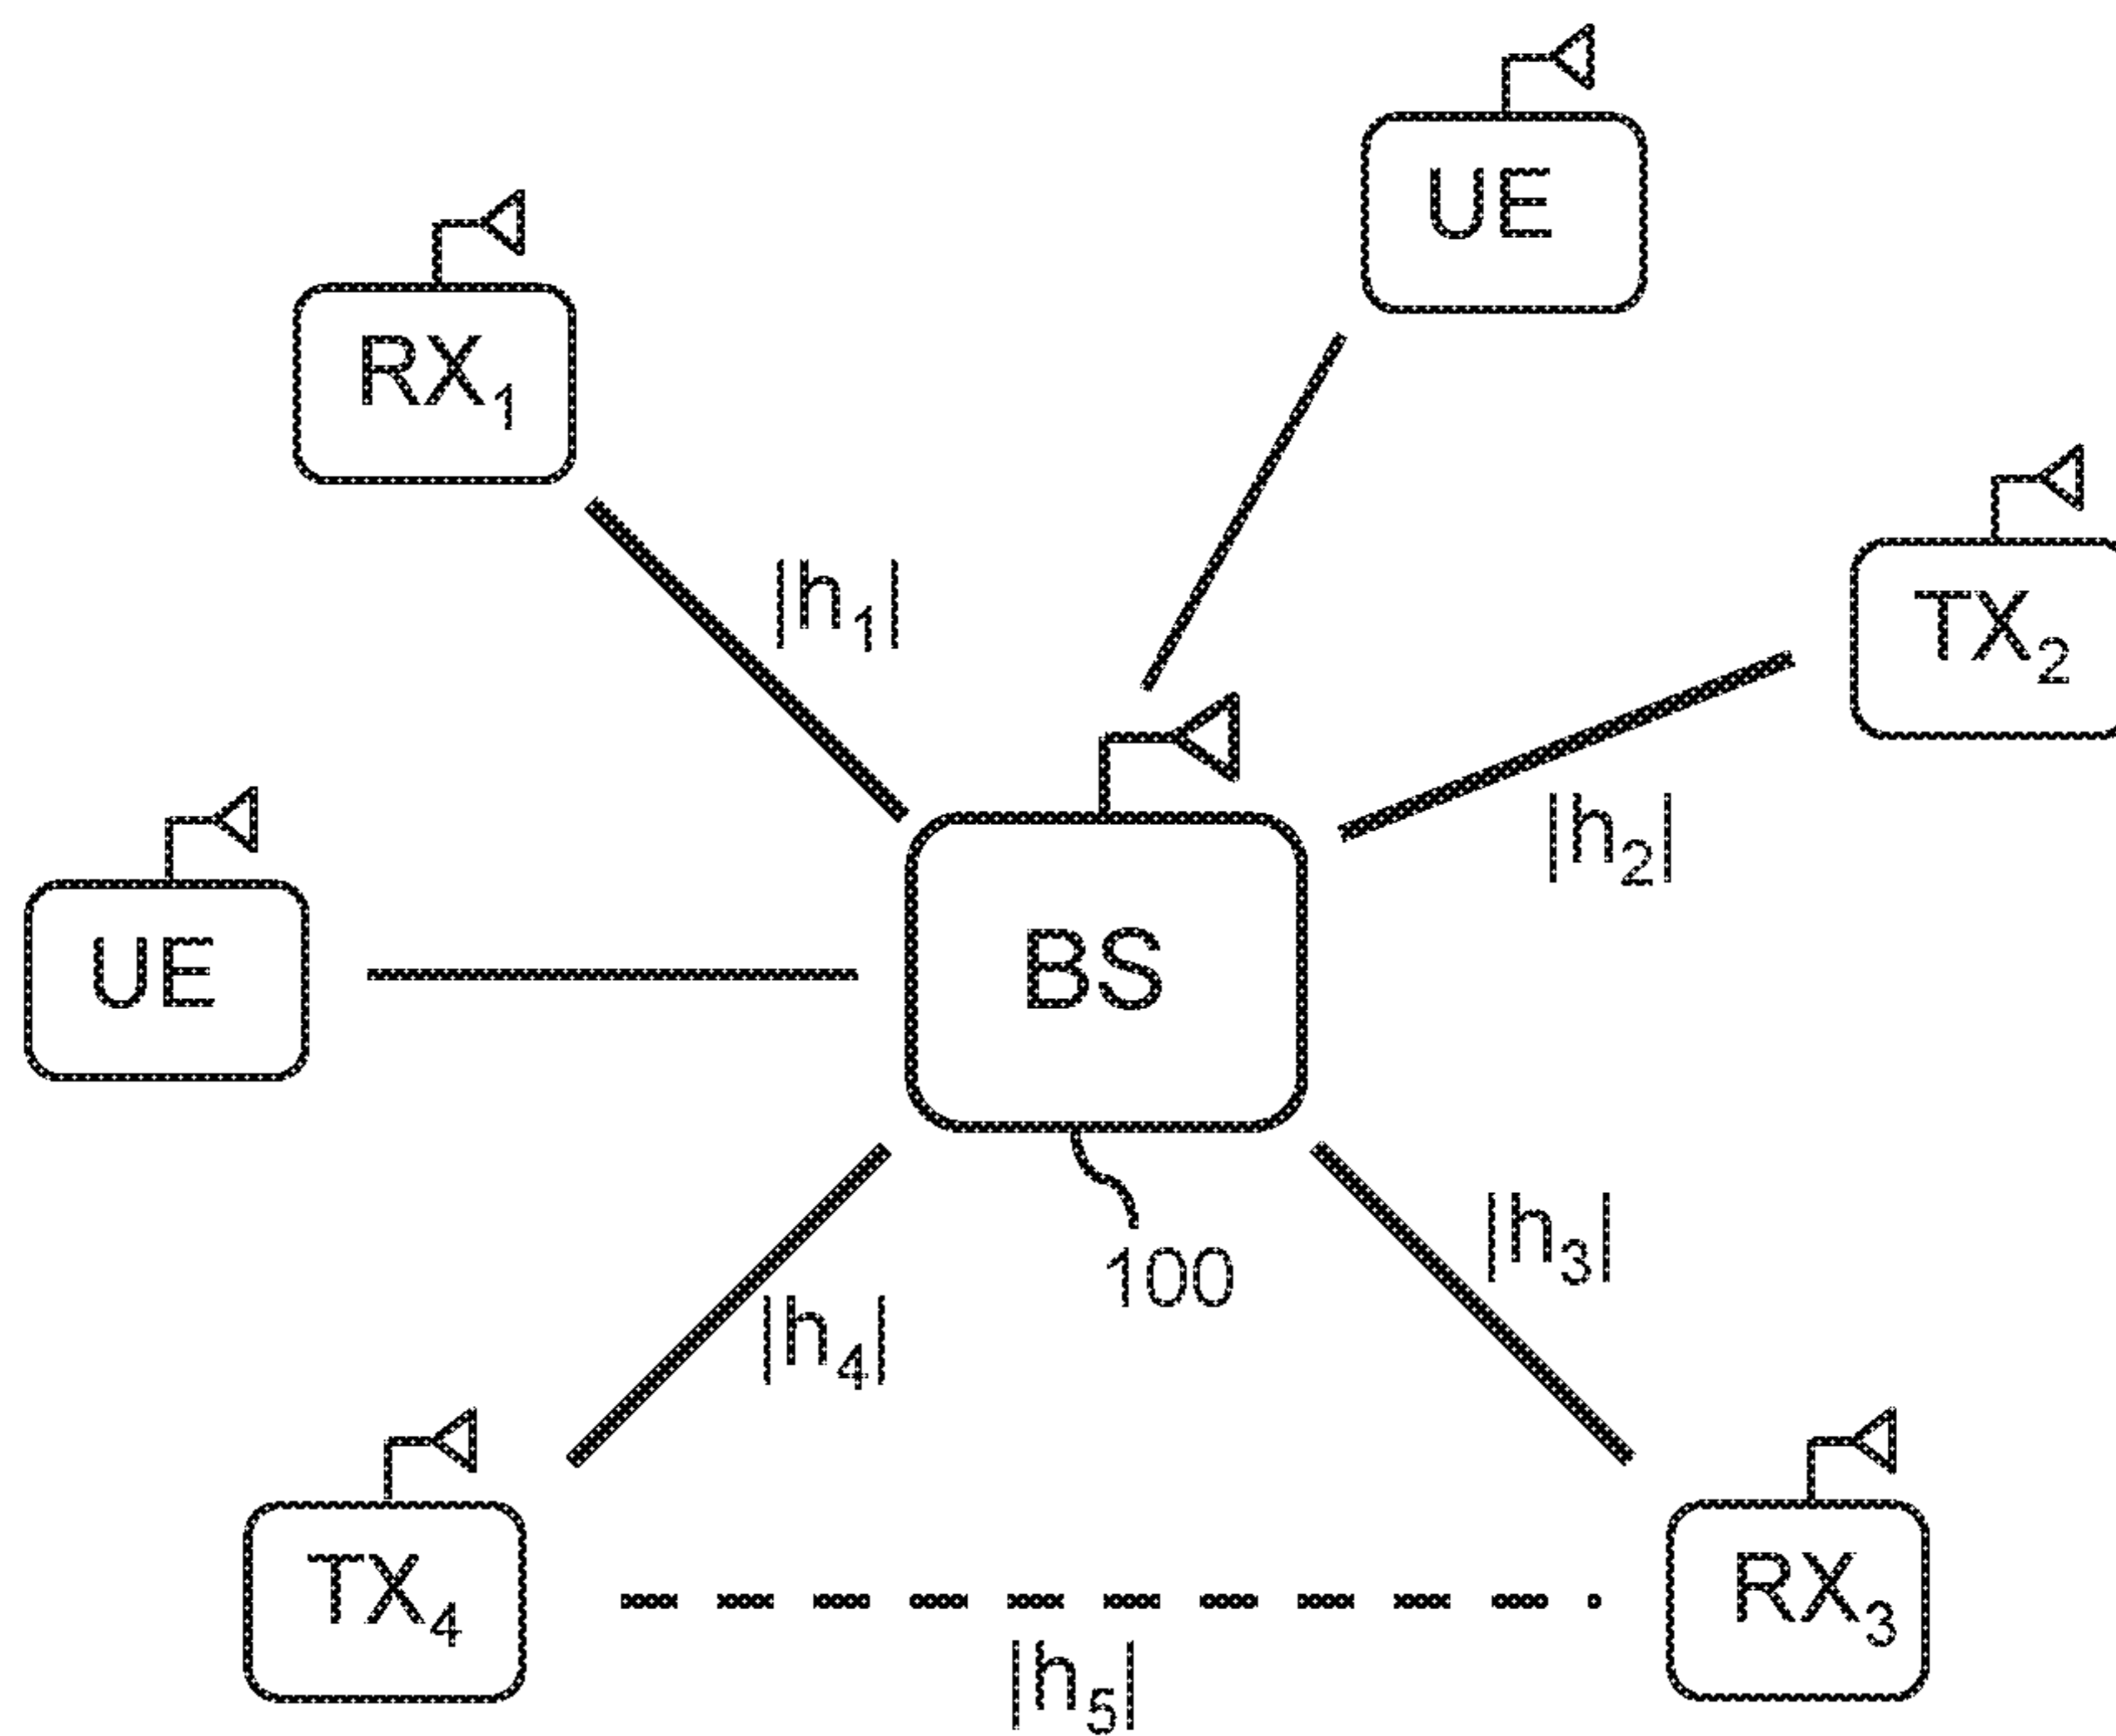 UE
RX₁
|h₁|
TX₂
|h₂|
UE
BS
|h₃|
100
|h₄|
TX₄
RX₃
|h₅|